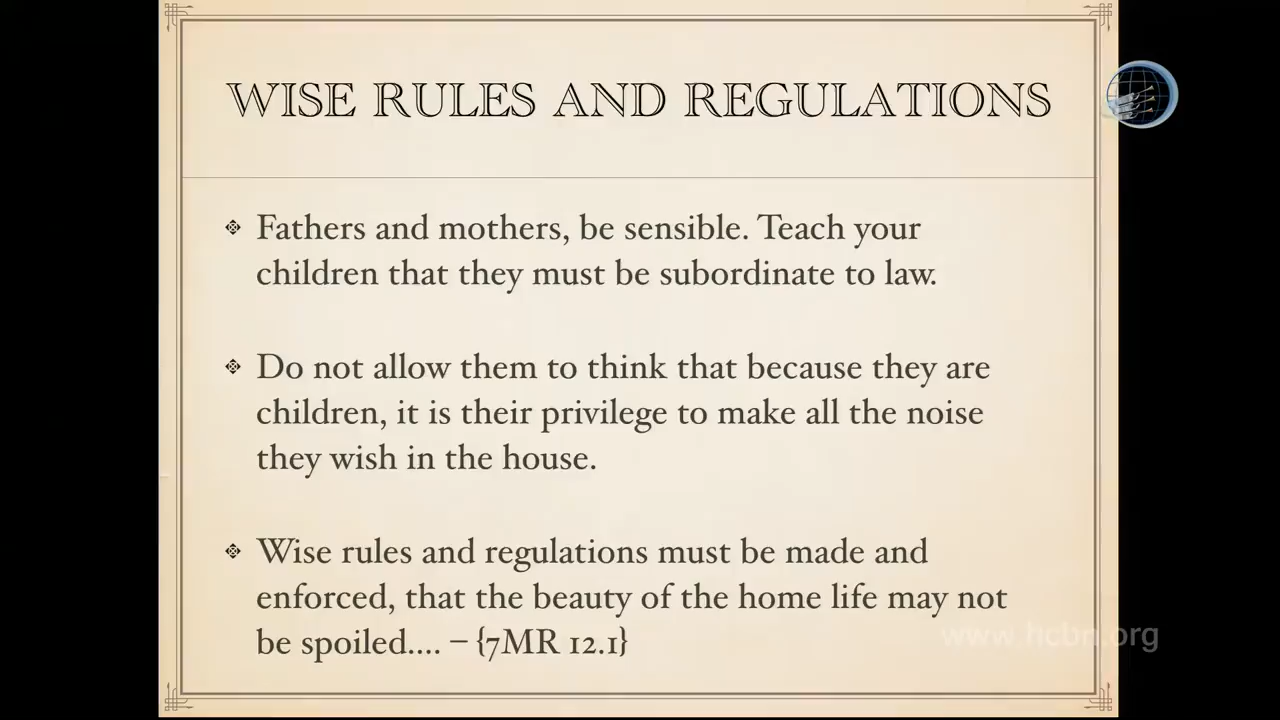 WISE RULES AND REGULATIONS
Fathers and mothers, be sensible. Teach your
children that they must be subordinate to law.
Do not allow them to think that because they are
children, it is their privilege to make all the noise
they wish in the house.
Wise rules and regulations must be made and
enforced, that the beauty of the home life may not
be spoiled.... – {7MR 12.1}
www.hcbn.org